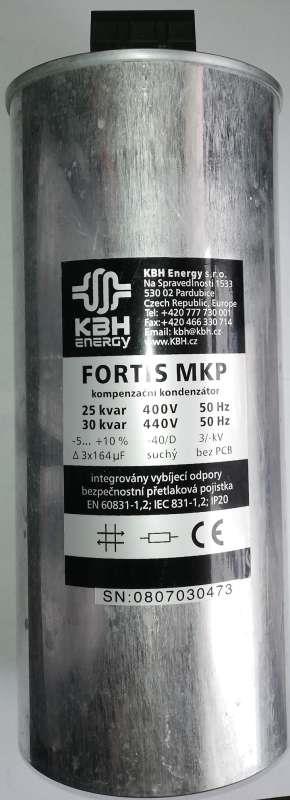 KBH
ENERGY
KBH Energy s.r.o.
Na Spravedlnosti 1533
530 02 Pardubice
Czech Republic, Europe
Tel: +420 777 730 001
Fax: +420 466 330 714
Email: kbh@kbh.cz
www.KBH.cz
FORTIS MKP
kompenzační kondenzátor
25 kvar 400V 50 Hz
30 kvar 440V 50 Hz
-5... +10 % -40/D 3/-kV
Δ 3x164µF suchý bez PCB
integrovány vybíjecí odpory
bezpečnostní přetlaková pojistka
EN 60831-1,2; IEC 831-1,2; IP20
CE
SN:0807030473